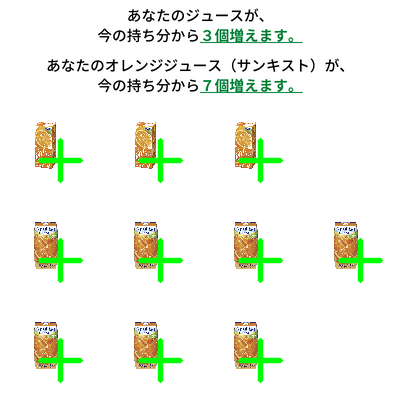 あなたのジュースが、
今の持ち分から３個増えます。
あなたのオレンジジュース（サンキスト）が、
今の持ち分から７個増えます。